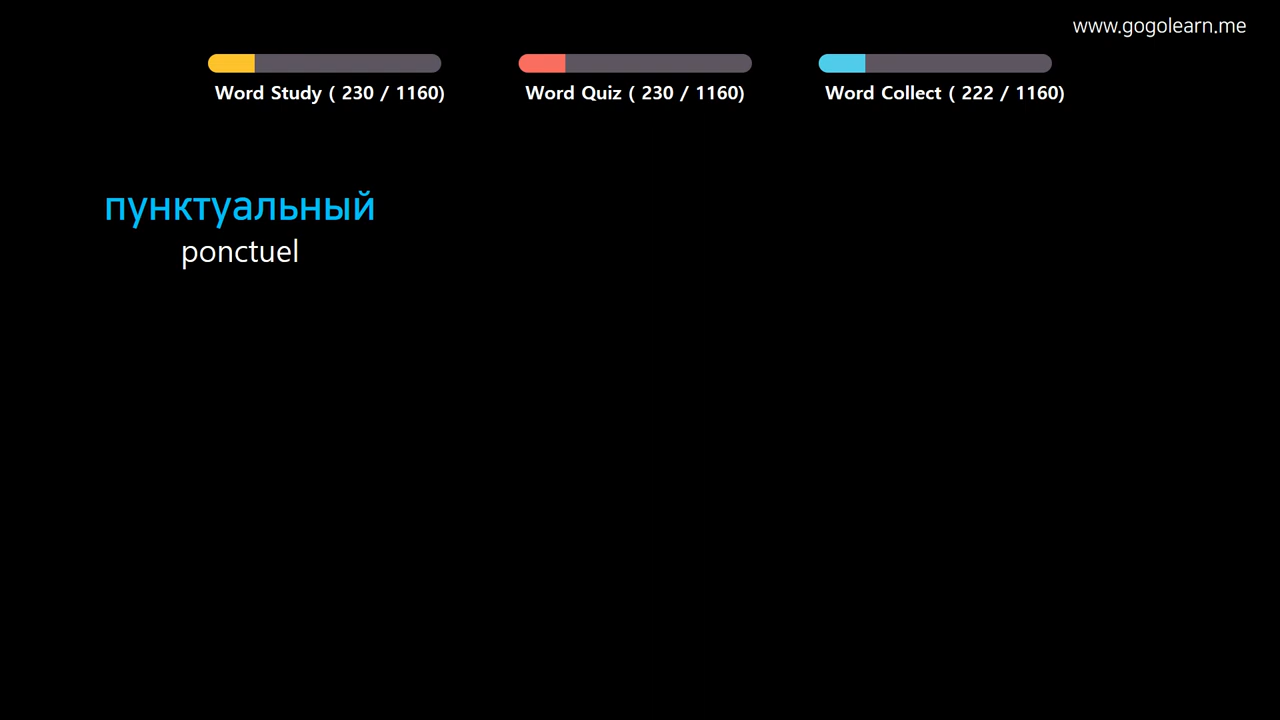 www.gogolearn.me
Word Study ( 230 / 1160)
Word Quiz ( 230 / 1160)
Word Collect ( 222 / 1160)
пунктуальный
ponctuel